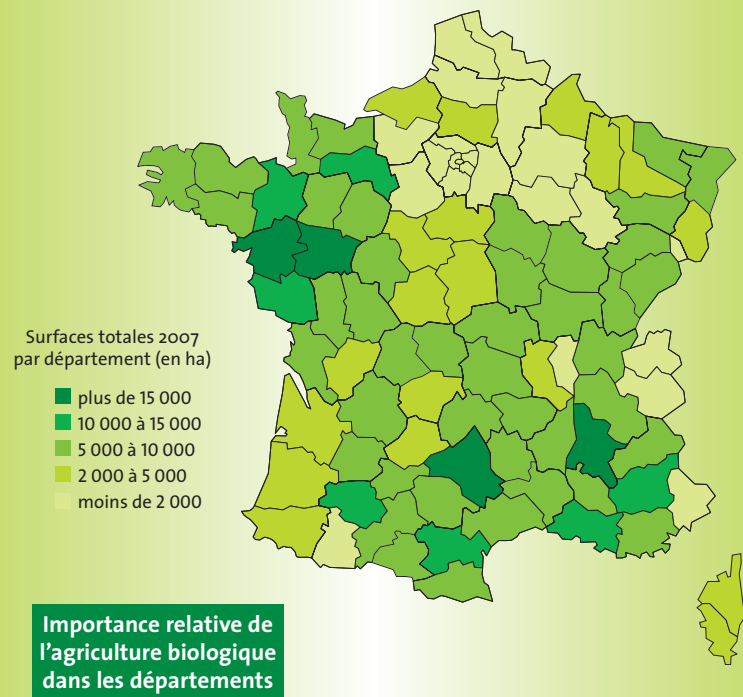 Surfaces totales 2007
par département (en ha)
plus de 15 000
10 000 à 15 000
5 000 à 10 000
2 000 à 5 000
moins de 2 000
Importance relative de
l'agriculture biologique
dans les départements